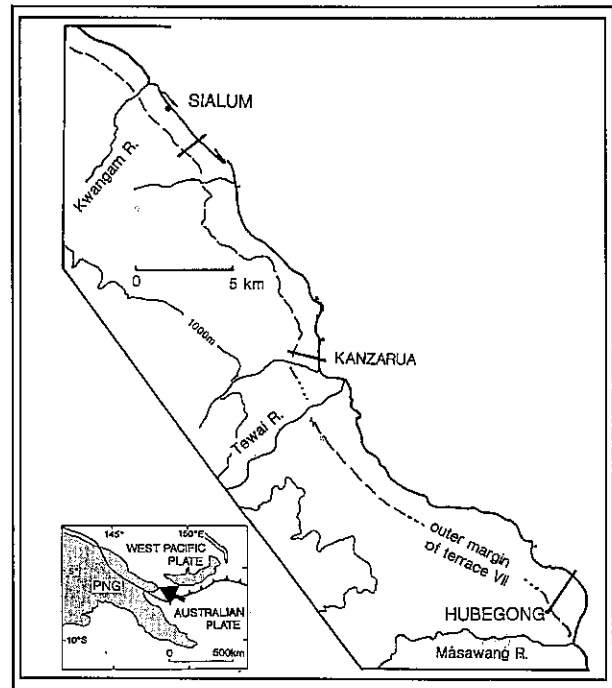 SIALUM
Kwangam R.
0 5 km
1000m
KANZARUA
Tewai R.
outer margin
of terrace VII
HUBEGONG
Masawang R.
145° 150°E
WEST PACIFIC
PLATE
5°
PNG
AUSTRALIAN
PLATE
10°S
0 500km